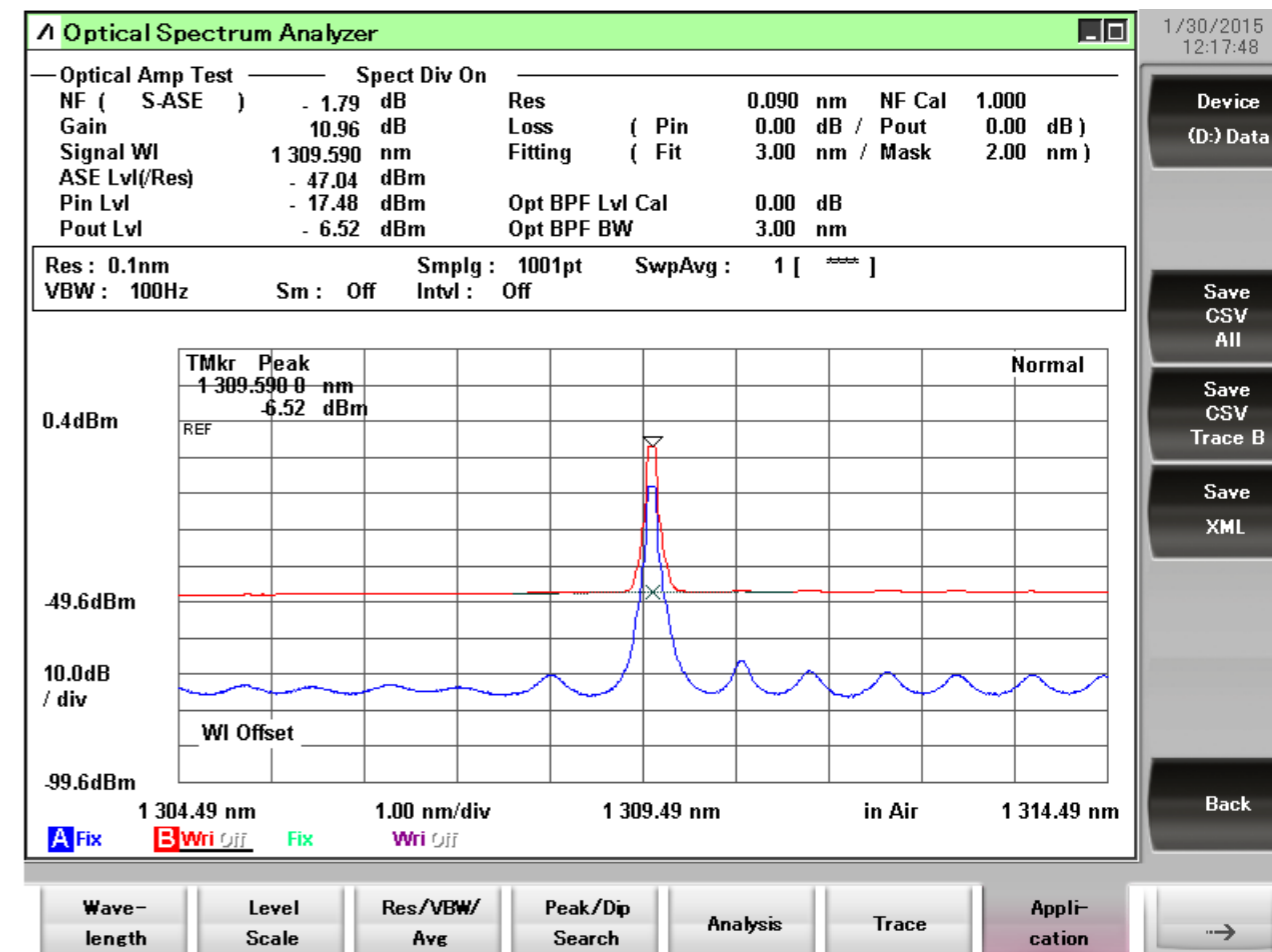 Optical Spectrum Analyzer
1/30/2015
12:17:48
Optical Amp Test Spect Div On
NF ( S-ASE ) - 1.79 dB Res 0.090 nm NF Cal 1.000
Gain 10.96 dB Loss ( Pin 0.00 dB / Pout 0.00 dB )
Signal Wl 1 309.590 nm Fitting ( Fit 3.00 nm / Mask 2.00 nm )
ASE Lvl(/Res) - 47.04 dBm
Pin Lvl - 17.48 dBm Opt BPF Lvl Cal 0.00 dB
Pout Lvl - 6.52 dBm Opt BPF BW 3.00 nm
Res : 0.1nm Smplg : 1001pt SwpAvg : 1 [ **** ]
VBW : 100Hz Sm : Off Intvl : Off
TMkr Peak Normal
1 309.590 0 nm
-6.52 dBm
0.4dBm
REF
-49.6dBm
10.0dB
/ div
Wl Offset
-99.6dBm
1 304.49 nm 1.00 nm/div 1 309.49 nm in Air 1 314.49 nm
A Fix B Wri Off Fix Wri Off
Device
(D:) Data
Save
CSV
All
Save
CSV
Trace B
Save
XML
Back
Wave-
length
Level
Scale
Res/VBW/
Avg
Peak/Dip
Search
Analysis
Trace
Appli-
cation